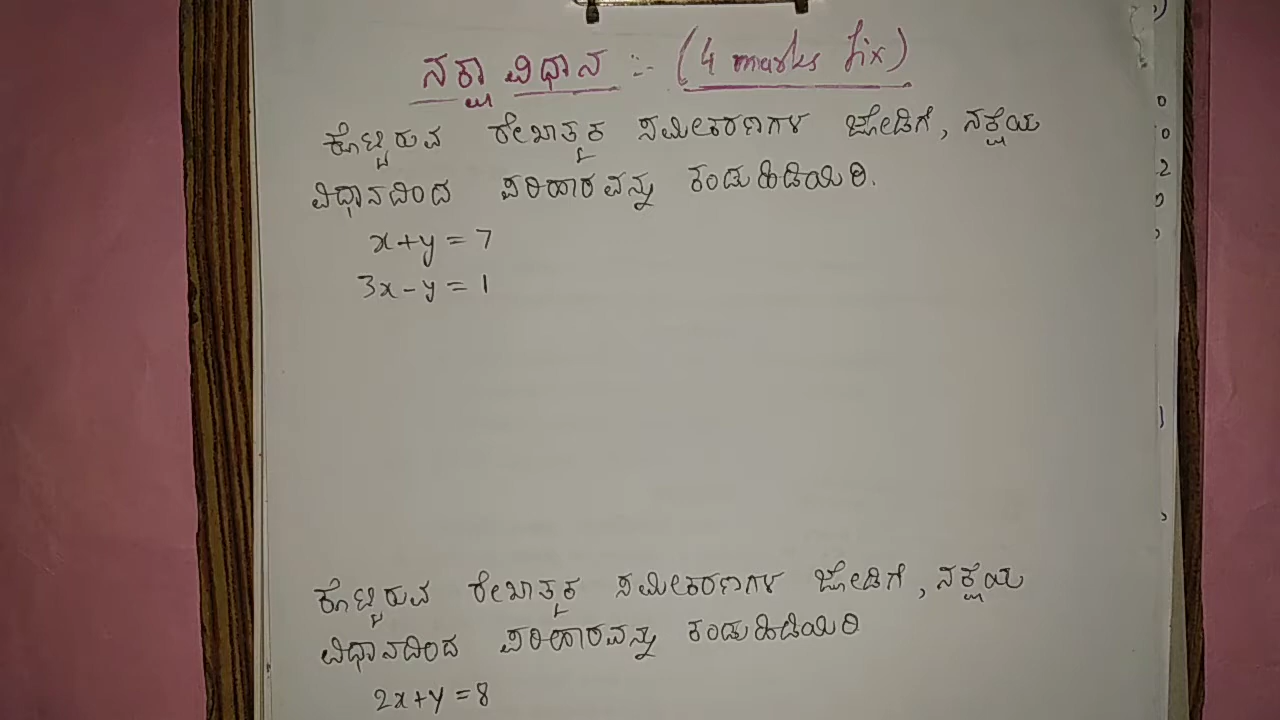 ನಕ್ಷಾ ವಿಧಾನ :- (4 marks fix)
ಕೊಟ್ಟಿರುವ ರೇಖಾತ್ಮಕ ಸಮೀಕರಣಗಳ ಜೋಡಿಗೆ, ನಕ್ಷೆಯ
ವಿಧಾನದಿಂದ ಪರಿಹಾರವನ್ನು ಕಂಡುಹಿಡಿಯಿರಿ.
x+y = 7
3x-y = 1
ಕೊಟ್ಟಿರುವ ರೇಖಾತ್ಮಕ ಸಮೀಕರಣಗಳ ಜೋಡಿಗೆ, ನಕ್ಷೆಯ
ವಿಧಾನದಿಂದ ಪರಿಹಾರವನ್ನು ಕಂಡುಹಿಡಿಯಿರಿ
2x+y = 8